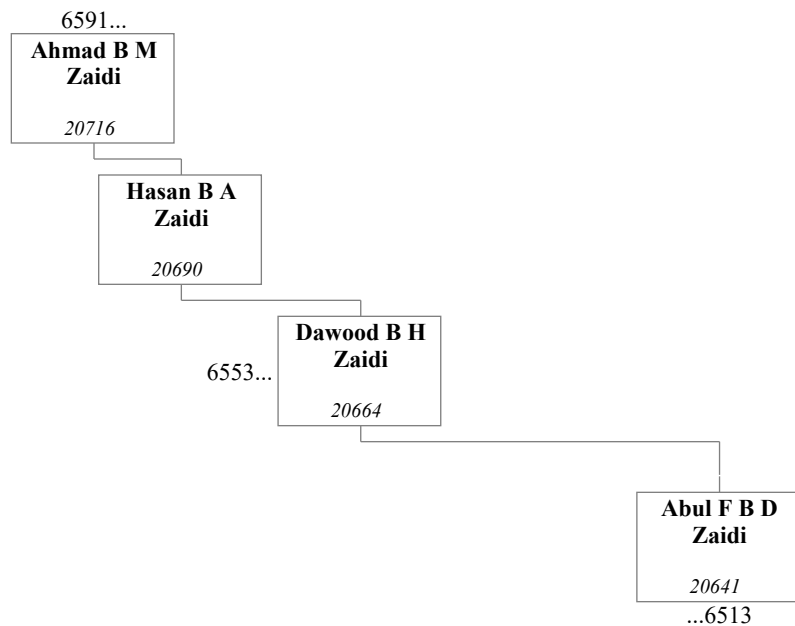 6591...
Ahmad B M
Zaidi
20716
Hasan B A
Zaidi
20690
Dawood B H
Zaidi
6553...
20664
Abul F B D
Zaidi
20641
...6513